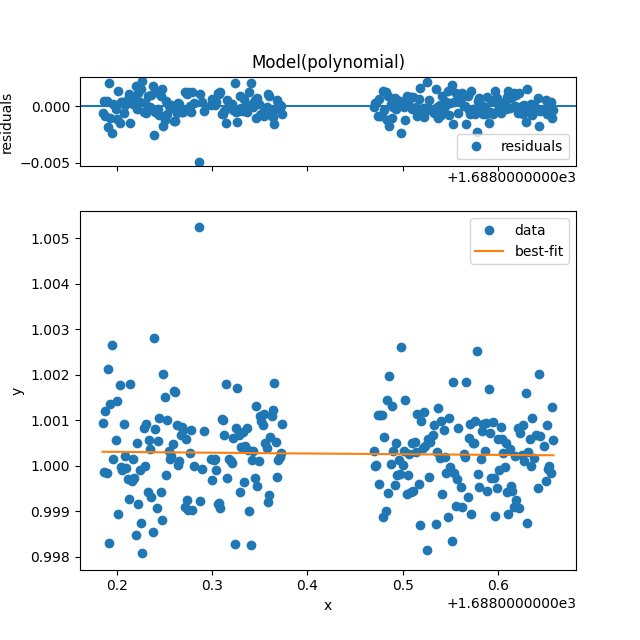 Model(polynomial)
residuals
0.000
−0.005
residuals
+1.6880000000e3
1.005
1.004
1.003
1.002
1.001
1.000
0.999
0.998
y
data
best-fit
0.2
0.3
0.4
0.5
0.6
x
+1.6880000000e3